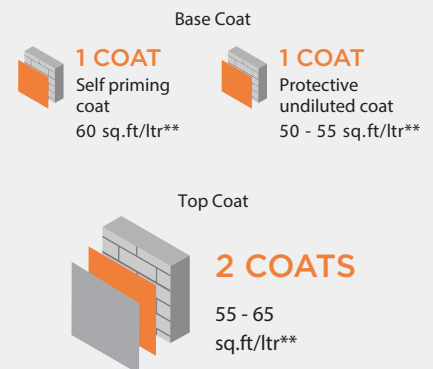 Base Coat
1 COAT
Self priming
coat
60 sq.ft/ltr**
1 COAT
Protective
undiluted coat
50 - 55 sq.ft/ltr**
Top Coat
2 COATS
55 - 65
sq.ft/ltr**